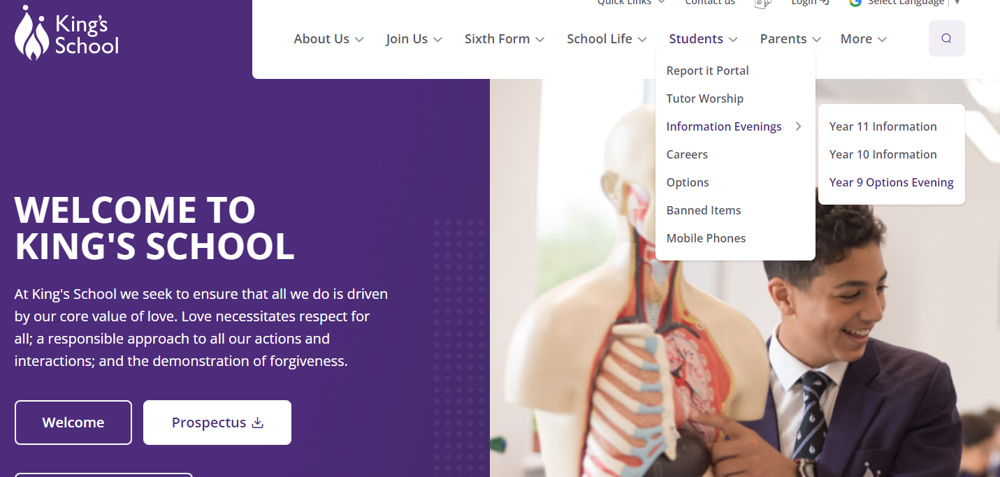 Quick Links
Contact us
Login
Select Language
▼
King's
School
About Us
Join Us
Sixth Form
School Life
Students
Parents
More
Report it Portal
Tutor Worship
Information Evenings
Careers
Options
Banned Items
Mobile Phones
Year 11 Information
Year 10 Information
Year 9 Options Evening
WELCOME TO
KING'S SCHOOL
At King's School we seek to ensure that all we do is driven
by our core value of love. Love necessitates respect for
all; a responsible approach to all our actions and
interactions; and the demonstration of forgiveness.
Welcome
Prospectus